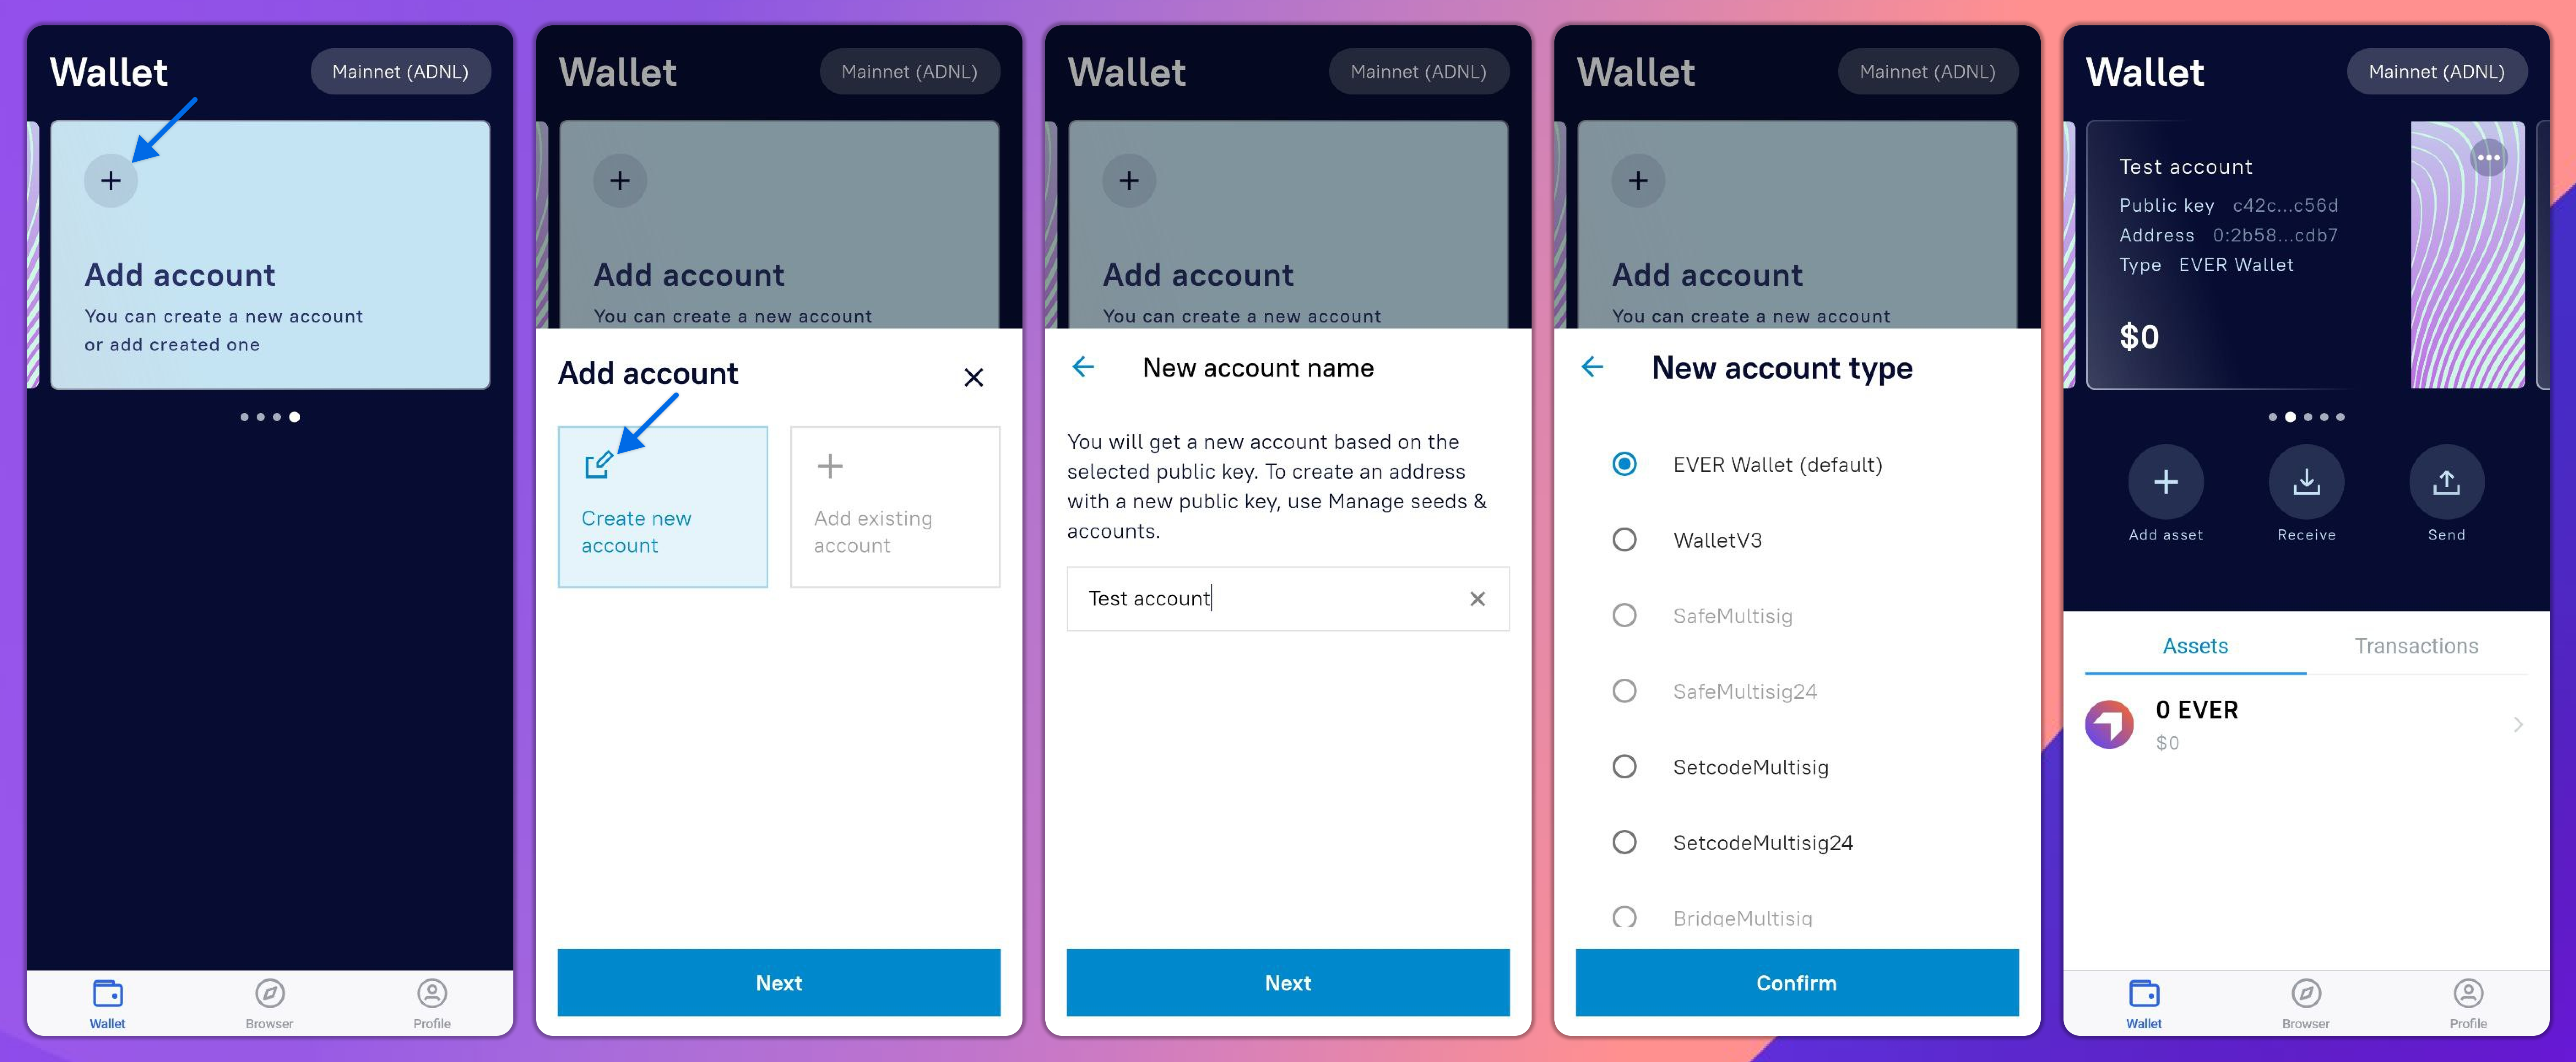 Wallet
Mainnet (ADNL)
Add account
You can create a new account
or add created one
Wallet
Browser
Profile
Wallet
Mainnet (ADNL)
Add account
You can create a new account
Add account
Create new
account
Add existing
account
Next
Wallet
Mainnet (ADNL)
Add account
You can create a new account
New account name
You will get a new account based on the
selected public key. To create an address
with a new public key, use Manage seeds &
accounts.
Test account
Next
Wallet
Mainnet (ADNL)
Add account
You can create a new account
New account type
EVER Wallet (default)
WalletV3
SafeMultisig
SafeMultisig24
SetcodeMultisig
SetcodeMultisig24
BridgeMultisig
Confirm
Wallet
Mainnet (ADNL)
Test account
Public key c42c...c56d
Address 0:2b58...cdb7
Type EVER Wallet
$0
Add asset
Receive
Send
Assets
Transactions
0 EVER
$0
Wallet
Browser
Profile